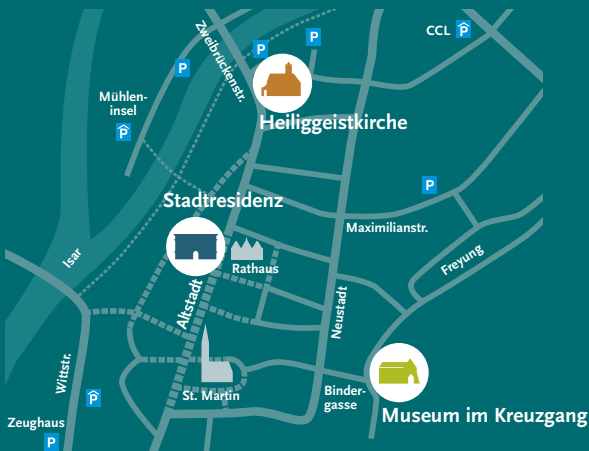 Zweibrückenstr.
P
P
CCL P
P
Mühlen-
insel
P
Heiliggeistkirche
P
Stadtresidenz
Maximilianstr.
Isar
Rathaus
Freyung
Altstadt
Neustadt
Wittstr.
P
St. Martin
Binder-
gasse
Museum im Kreuzgang
Zeughaus
P